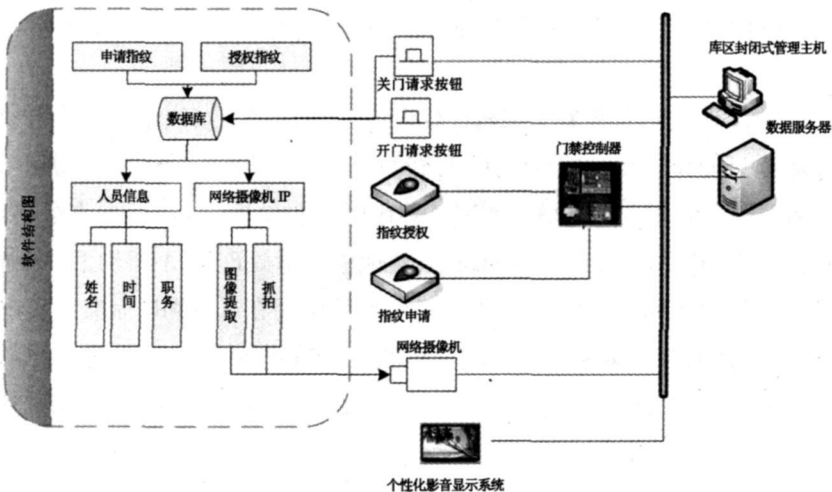 软件结构图
申请指纹
授权指纹
数据库
人员信息
网络摄像机 IP
姓名
时间
职务
图像提取
抓拍
关门请求按钮
开门请求按钮
指纹授权
指纹申请
网络摄像机
门禁控制器
库区封闭式管理主机
数据服务器
个性化影音显示系统